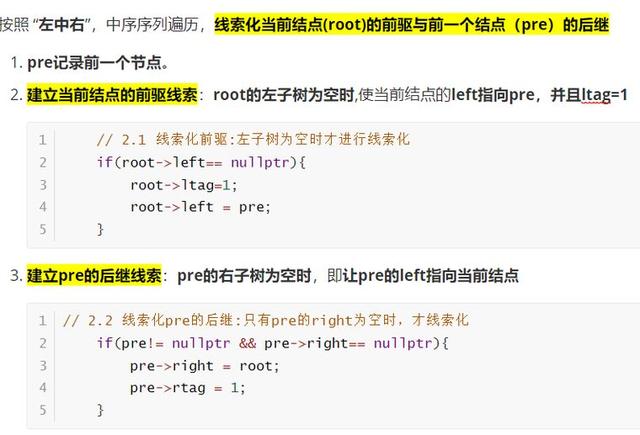 按照 “左中右”，中序序列遍历，线索化当前结点(root)的前驱与前一个结点（pre）的后继
1. pre记录前一个节点。
2. 建立当前结点的前驱线索：root的左子树为空时,使当前结点的left指向pre，并且ltag=1
1 // 2.1 线索化前驱:左子树为空时才进行线索化
2 if(root->left== nullptr){
3 root->ltag=1;
4 root->left = pre;
5 }
3. 建立pre的后继线索：pre的右子树为空时，即让pre的left指向当前结点
1 // 2.2 线索化pre的后继:只有pre的right为空时，才线索化
2 if(pre!= nullptr && pre->right== nullptr){
3 pre->right = root;
4 pre->rtag = 1;
5 }